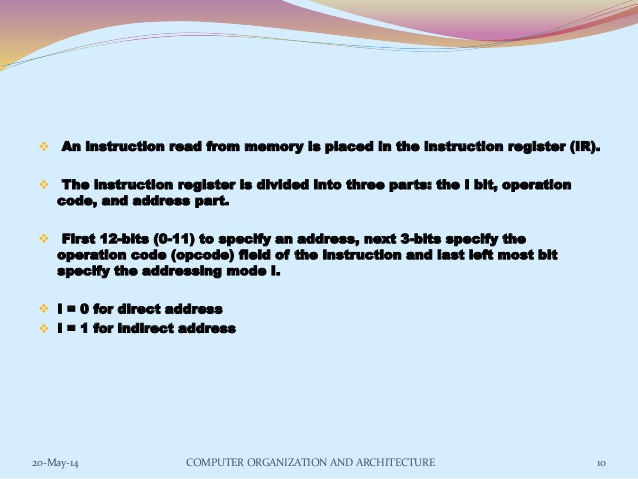 ❖ An instruction read from memory is placed in the instruction register (IR).
❖ The instruction register is divided into three parts: the I bit, operation
code, and address part.
❖ First 12-bits (0-11) to specify an address, next 3-bits specify the
operation code (opcode) field of the instruction and last left most bit
specify the addressing mode I.
❖ I = 0 for direct address
❖ I = 1 for indirect address
20-May-14 COMPUTER ORGANIZATION AND ARCHITECTURE 10